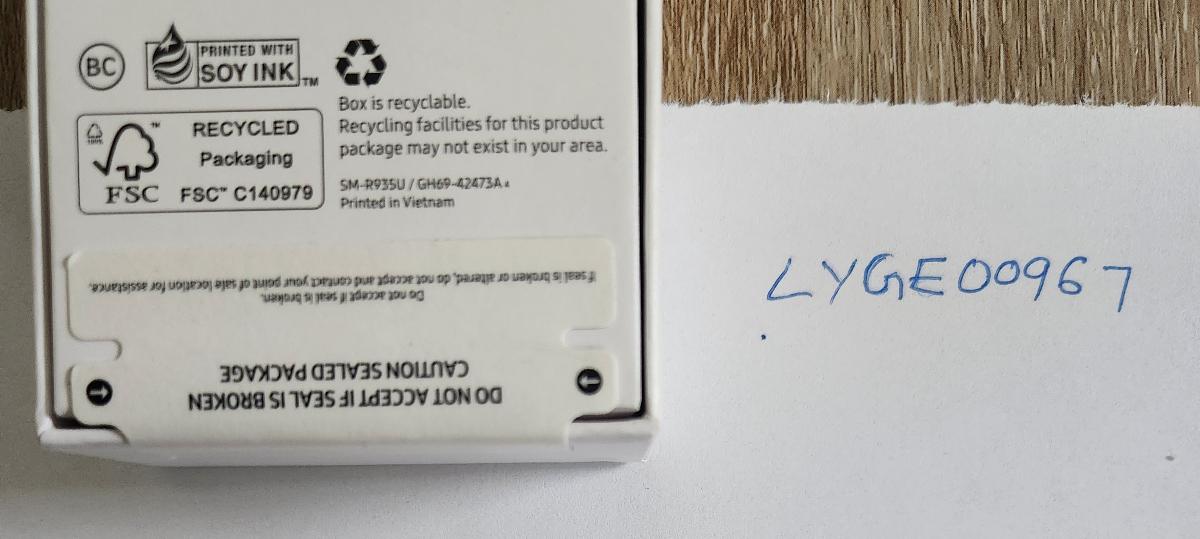 BC
PRINTED WITH
SOY INK™
Box is recyclable.
Recycling facilities for this product
package may not exist in your area.
SM-R935U / GH69-42473A
Printed in Vietnam
100%
™
RECYCLED
Packaging
FSC FSC™ C140979
DO NOT ACCEPT IF SEAL IS BROKEN
CAUTION SEALED PACKAGE
Do not accept if seal is broken.
If seal is broken or altered, do not accept and contact your point of sale location for assistance.
LYGE00967